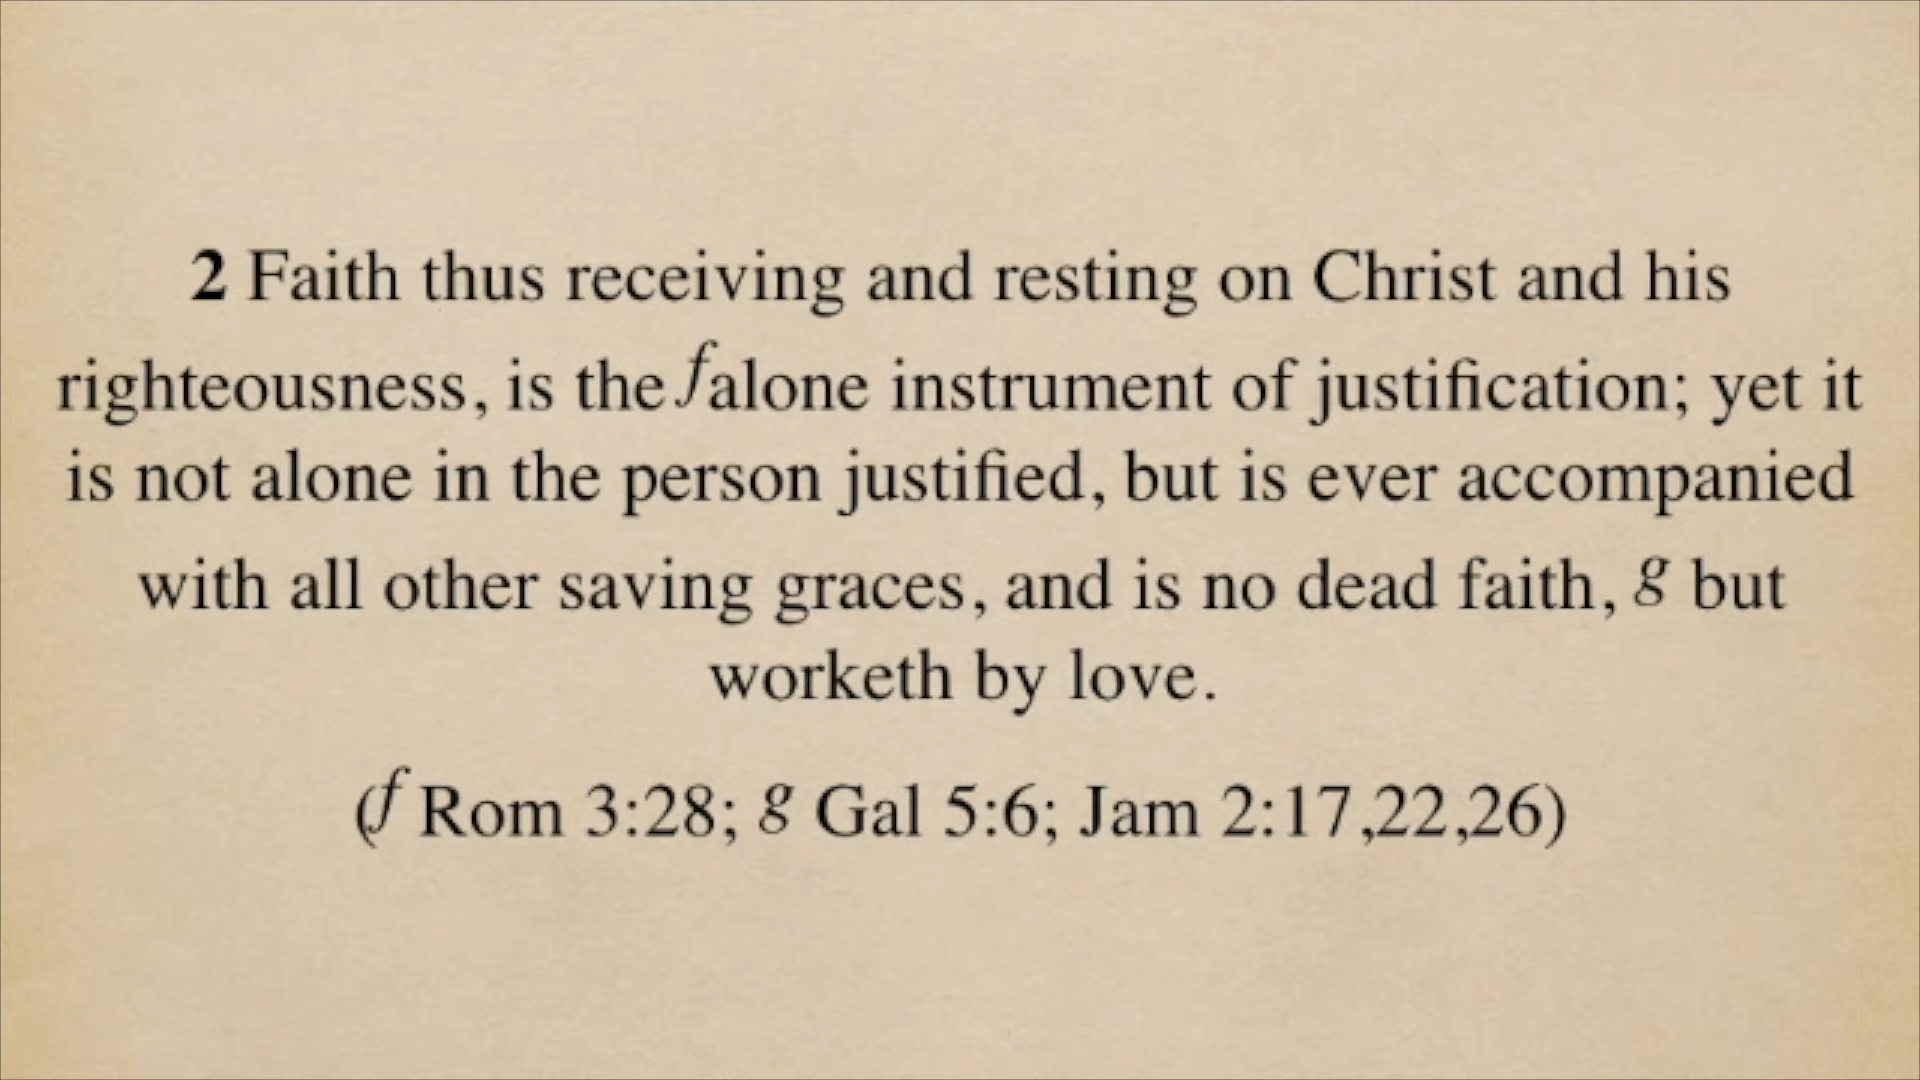 2 Faith thus receiving and resting on Christ and his
righteousness, is the f alone instrument of justification; yet it
is not alone in the person justified, but is ever accompanied
with all other saving graces, and is no dead faith, g but
worketh by love.
(f Rom 3:28; g Gal 5:6; Jam 2:17,22,26)